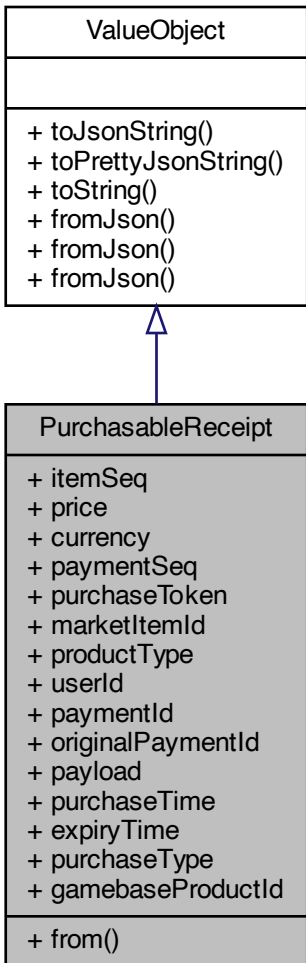 ValueObject
+ toJsonString()
+ toPrettyJsonString()
+ toString()
+ fromJson()
+ fromJson()
+ fromJson()
PurchasableReceipt
+ itemSeq
+ price
+ currency
+ paymentSeq
+ purchaseToken
+ marketItemId
+ productType
+ userId
+ paymentId
+ originalPaymentId
+ payload
+ purchaseTime
+ expiryTime
+ purchaseType
+ gamebaseProductId
+ from()